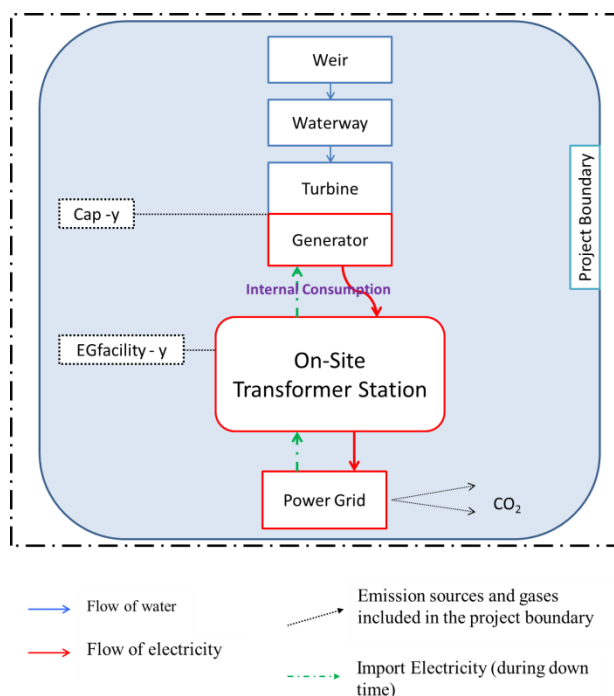 Weir
Waterway
Turbine
Cap -y
Generator
Project Boundary
Internal Consumption
EGfacility - y
On-Site
Transformer Station
Power Grid
CO₂
Flow of water
Flow of electricity
Emission sources and gases
included in the project boundary
Import Electricity (during down
time)